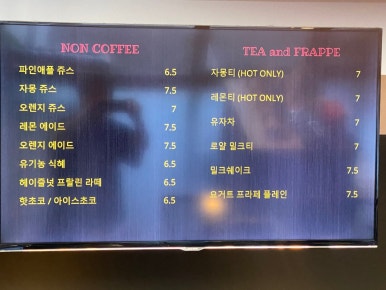 NON COFFEE
파인애플 쥬스 6.5
자몽 쥬스 7.5
오렌지 쥬스 7
레몬 에이드 7.5
오렌지 에이드 7.5
유기농 식혜 6.5
헤이즐넛 프랄린 라떼 6.5
핫초코 / 아이스초코 6.5
TEA and FRAPPE
자몽티 (HOT ONLY) 7
레몬티 (HOT ONLY) 7
유자차 7
로얄 밀크티 7
밀크쉐이크 7.5
요거트 프라페 플레인 7.5